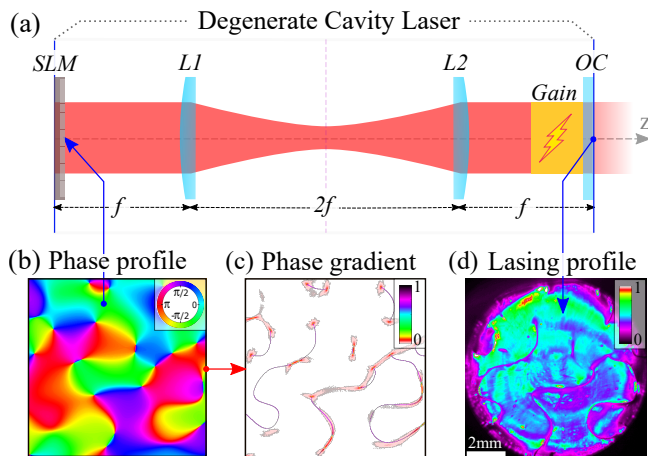 (a) Degenerate Cavity Laser
SLM L1 L2 OC
Gain
z
f 2f f
(b) Phase profile
π/2
π 0
-π/2
(c) Phase gradient
1
0
(d) Lasing profile
1
0
2mm